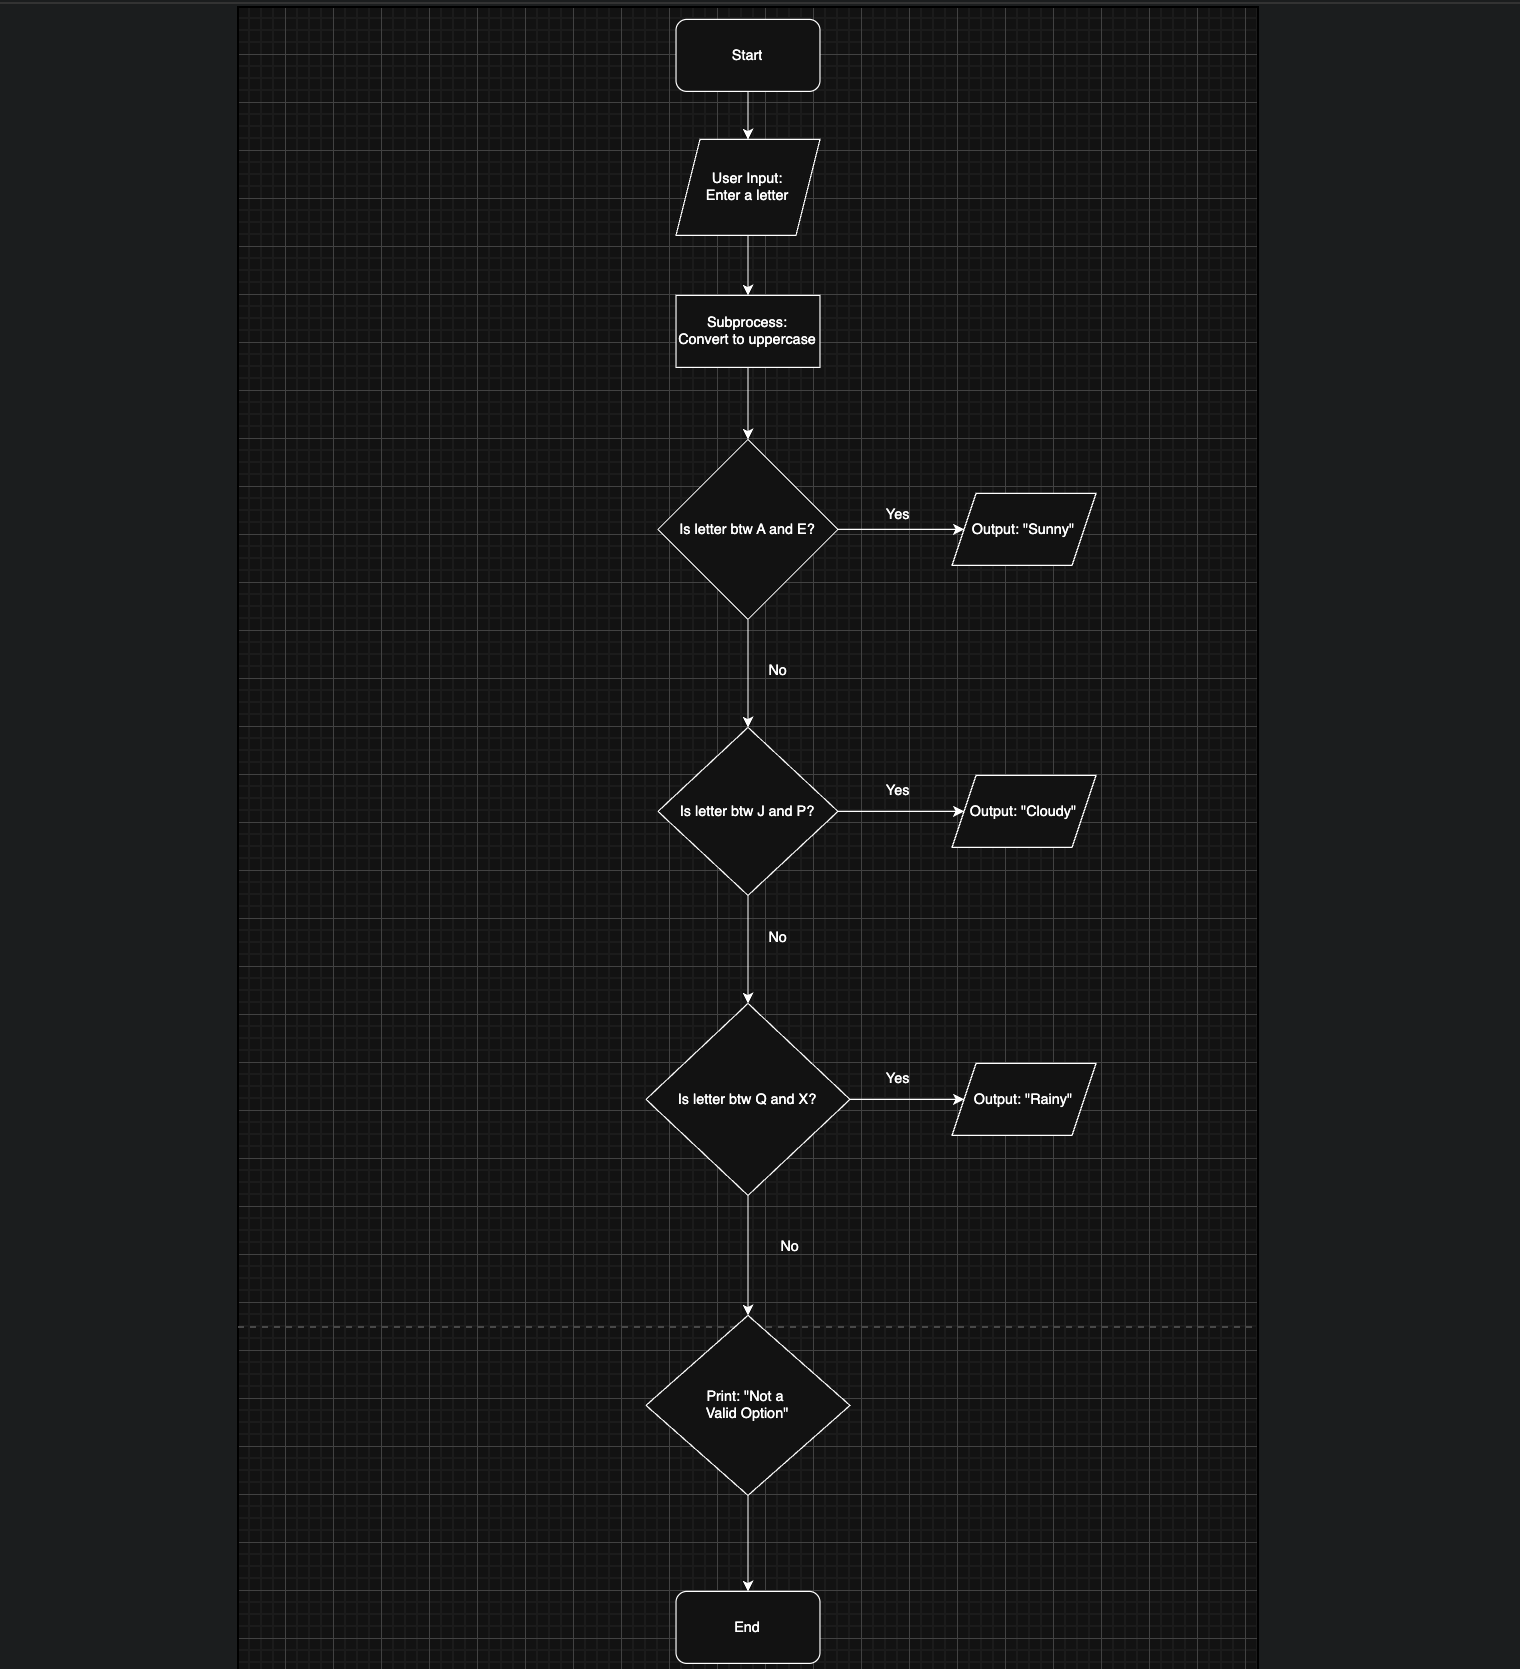 Start
User Input:
Enter a letter
Subprocess:
Convert to uppercase
Is letter btw A and E?
Yes
Output: "Sunny"
No
Is letter btw J and P?
Yes
Output: "Cloudy"
No
Is letter btw Q and X?
Yes
Output: "Rainy"
No
Print: "Not a
Valid Option"
End